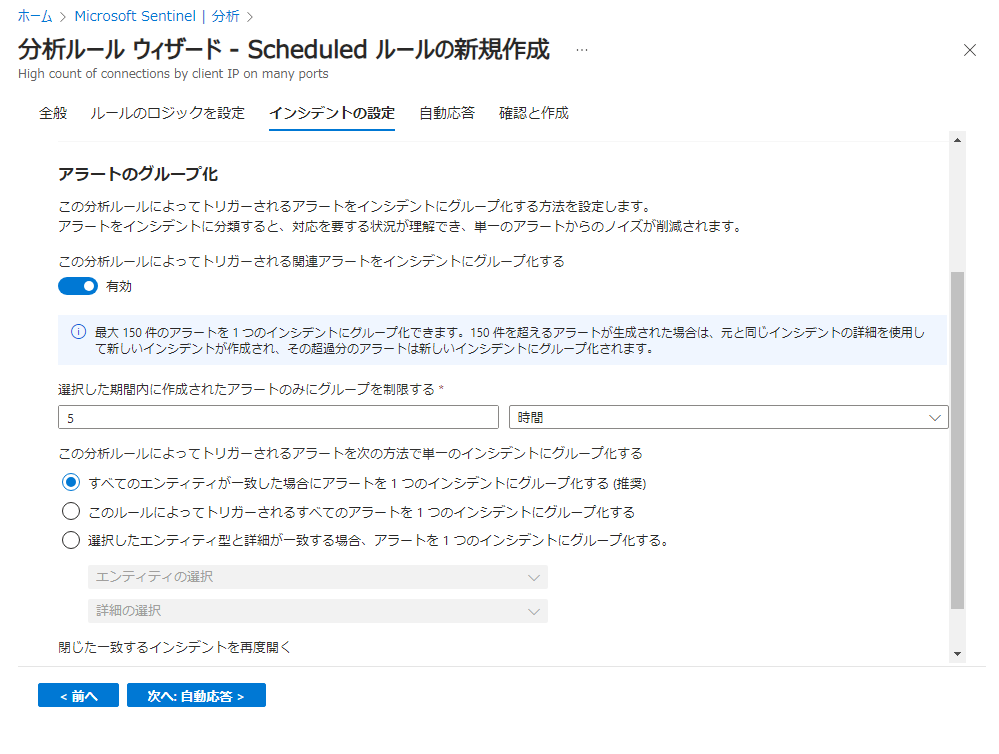 ホーム > Microsoft Sentinel | 分析 >
分析ルール ウィザード - Scheduled ルールの新規作成 ...
High count of connections by client IP on many ports
全般 ルールのロジックを設定 インシデントの設定 自動応答 確認と作成
アラートのグループ化
この分析ルールによってトリガーされるアラートをインシデントにグループ化する方法を設定します。
アラートをインシデントに分類すると、対応を要する状況が理解でき、単一のアラートからのノイズが削減されます。
この分析ルールによってトリガーされる関連アラートをインシデントにグループ化する
有効
最大 150 件のアラートを 1 つのインシデントにグループ化できます。150 件を超えるアラートが生成された場合は、元と同じインシデントの詳細を使用し
て新しいインシデントが作成され、その超過分のアラートは新しいインシデントにグループ化されます。
選択した期間内に作成されたアラートのみにグループを制限する *
5 時間
この分析ルールによってトリガーされるアラートを次の方法で単一のインシデントにグループ化する
すべてのエンティティが一致した場合にアラートを 1 つのインシデントにグループ化する (推奨)
このルールによってトリガーされるすべてのアラートを 1 つのインシデントにグループ化する
選択したエンティティ型と詳細が一致する場合、アラートを 1 つのインシデントにグループ化する。
エンティティの選択
詳細の選択
閉じた一致するインシデントを再度開く
< 前へ 次へ: 自動応答 >